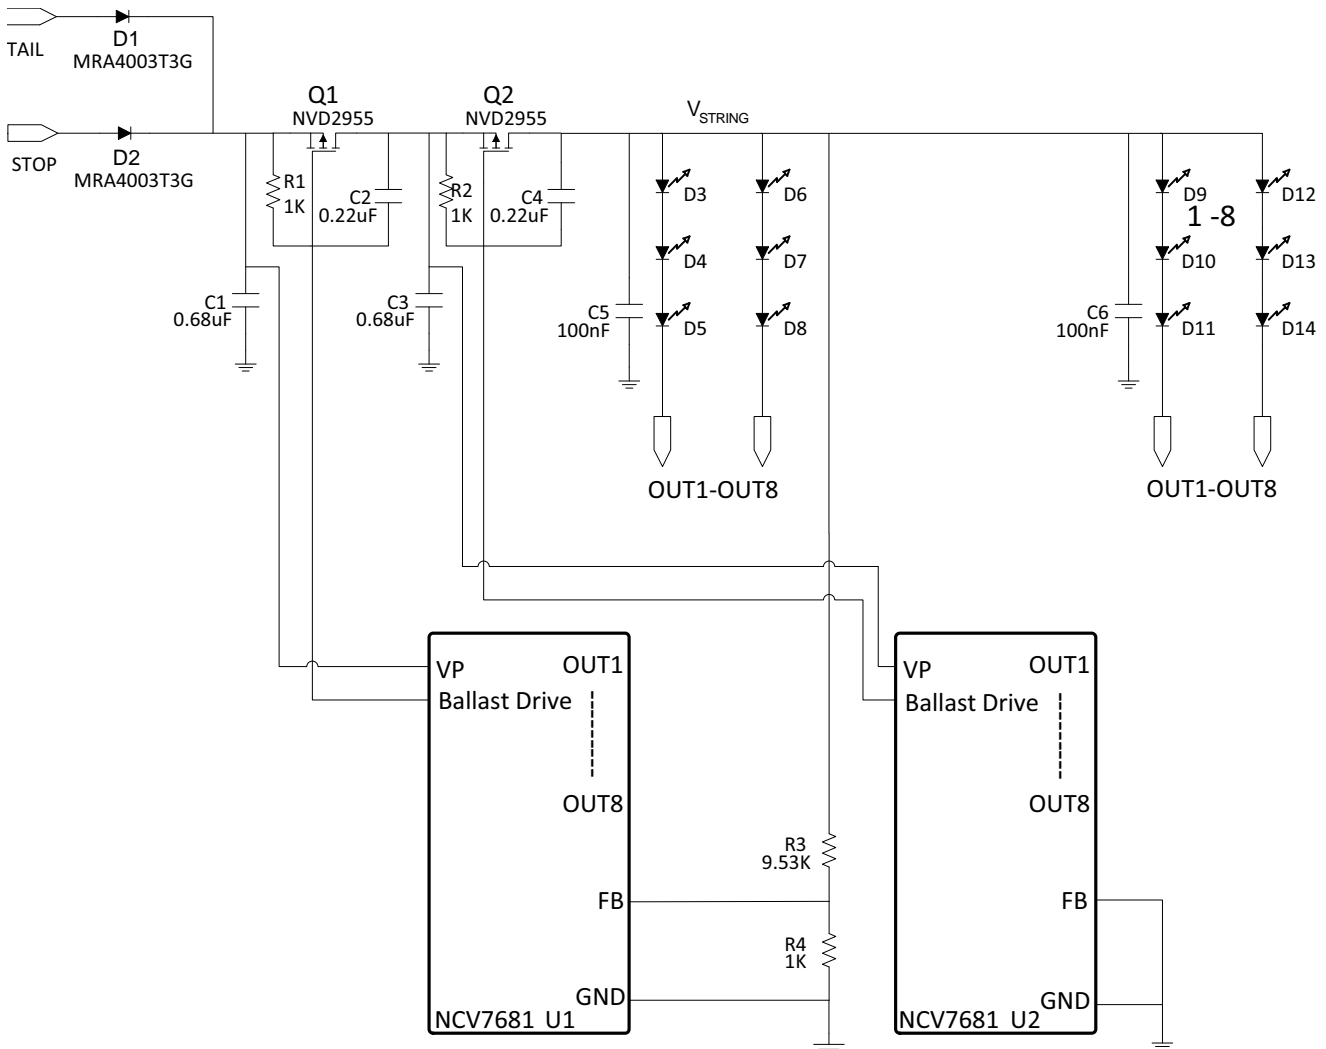 TAIL
D1
MRA4003T3G
STOP
D2
MRA4003T3G
Q1
NVD2955
Q2
NVD2955
VSTRING
R1
1K
C2
0.22uF
R2
1K
C4
0.22uF
C1
0.68uF
C3
0.68uF
C5
100nF
D3
D4
D5
D6
D7
D8
OUT1-OUT8
C6
100nF
D9
1 -8
D10
D11
D12
D13
D14
OUT1-OUT8
VP
Ballast Drive
OUT1
OUT8
FB
GND
NCV7681 U1
R3
9.53K
R4
1K
VP
Ballast Drive
OUT1
OUT8
FB
GND
NCV7681 U2